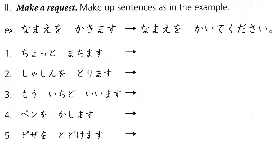 II. Make a request. Make up sentences as in the example.
ex. なまえを かきます → なまえを かいてください。
1. ちょっと まちます →
2. しゃしんを とります →
3. もう いちど いいます →
4. ペンを かします →
5. ピザを とどけます →